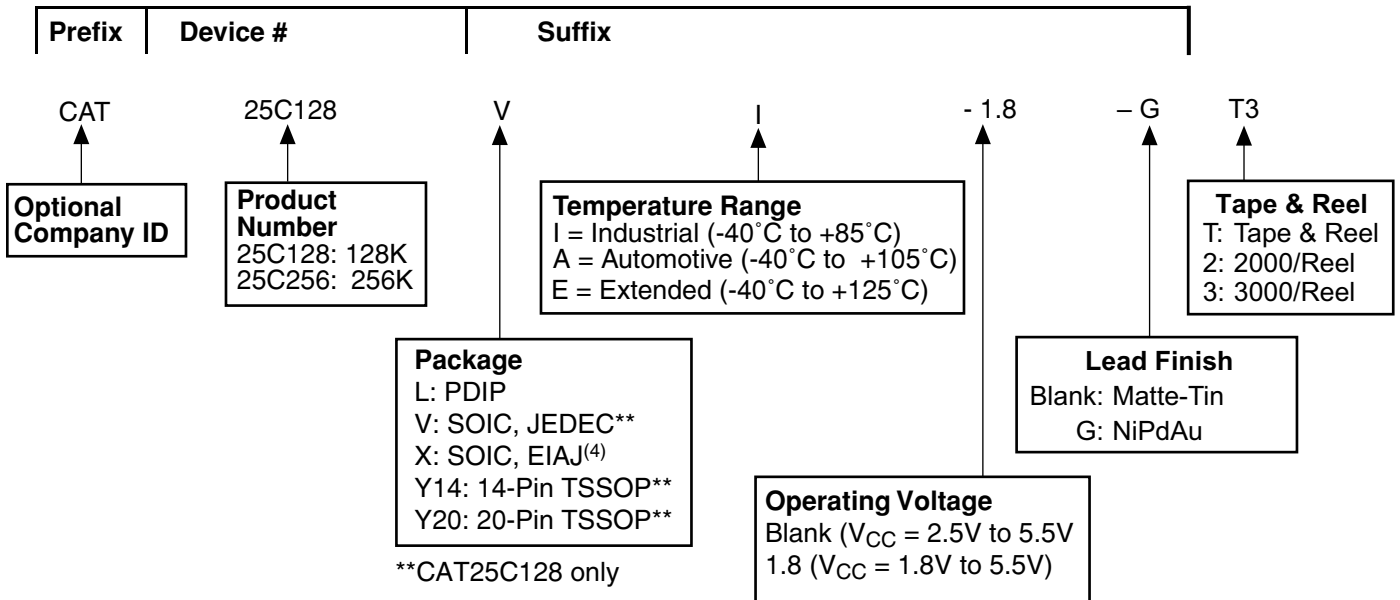 Prefix Device # Suffix
CAT 25C128 V I - 1.8 – G T3
Optional
Company ID
Product
Number
25C128: 128K
25C256: 256K
Temperature Range
I = Industrial (-40˚C to +85˚C)
A = Automotive (-40˚C to +105˚C)
E = Extended (-40˚C to +125˚C)
Tape & Reel
T: Tape & Reel
2: 2000/Reel
3: 3000/Reel
Package
L: PDIP
V: SOIC, JEDEC**
X: SOIC, EIAJ(4)
Y14: 14-Pin TSSOP**
Y20: 20-Pin TSSOP**
**CAT25C128 only
Lead Finish
Blank: Matte-Tin
G: NiPdAu
Operating Voltage
Blank (VCC = 2.5V to 5.5V
1.8 (VCC = 1.8V to 5.5V)